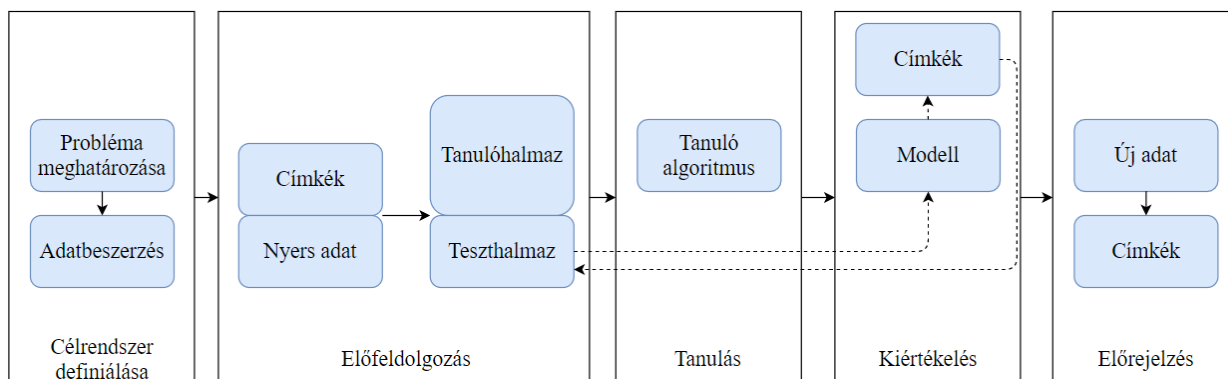 Probléma
meghatározása
Adatbeszerzés
Célrendszer
definiálása
Címkék
Nyers adat
Tanulóhalmaz
Teszthalmaz
Előfeldolgozás
Tanuló
algoritmus
Tanulás
Címkék
Modell
Kiértékelés
Új adat
Címkék
Előrejelzés